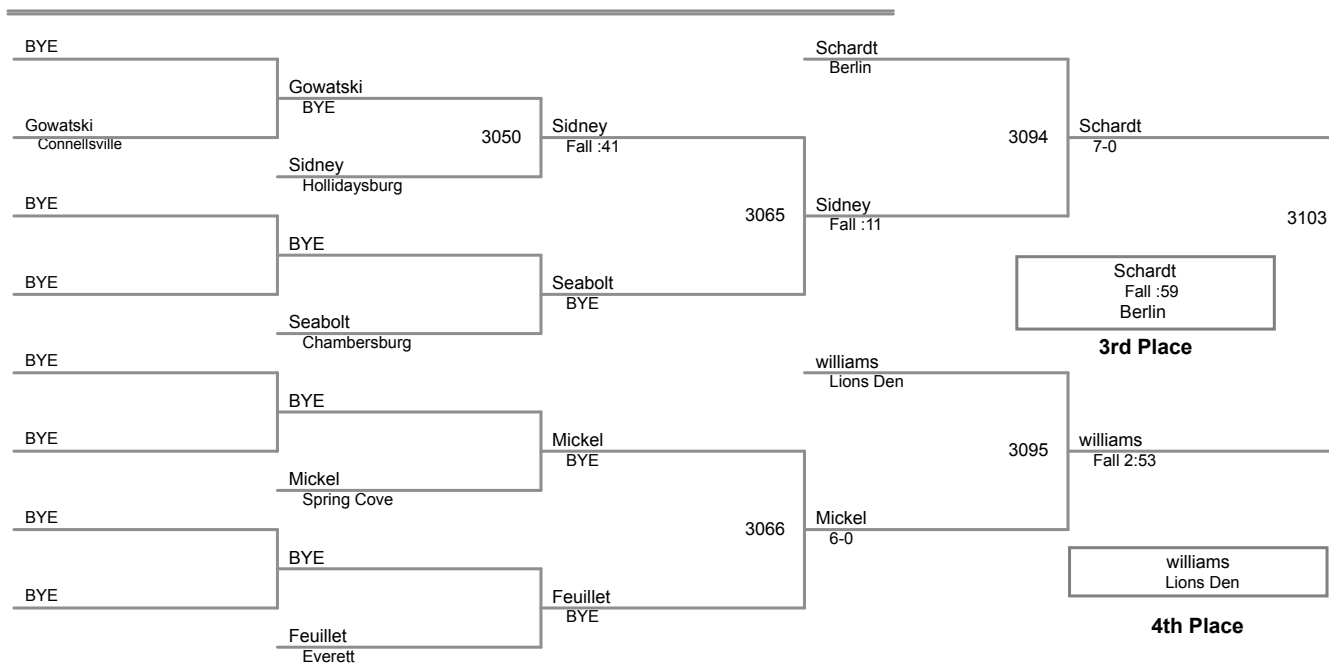 BYE
Schardt
Berlin
Gowatski
BYE
Gowatski
Connellsville
3050
Sidney
Fall :41
3094
Schardt
7-0
Sidney
Hollidaysburg
BYE
3065
Sidney
Fall :11
3103
BYE
BYE
Seabolt
BYE
Schardt
Fall :59
Berlin
Seabolt
Chambersburg
3rd Place
BYE
williams
Lions Den
BYE
BYE
Mickel
BYE
3095
williams
Fall 2:53
Mickel
Spring Cove
BYE
3066
Mickel
6-0
BYE
williams
Lions Den
BYE
Feuillet
BYE
4th Place
Feuillet
Everett